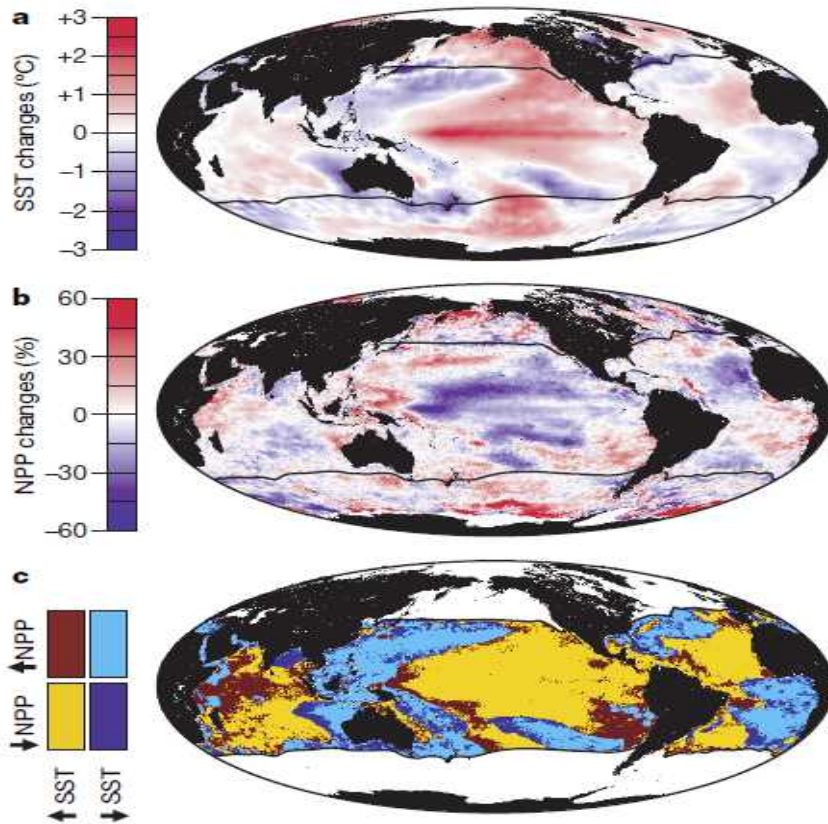 a
+3
+2
+1
0
–1
–2
–3
SST changes (°C)
b
60
30
0
–30
–60
NPP changes (%)
c
↑NPP
↓NPP
←SST
→SST